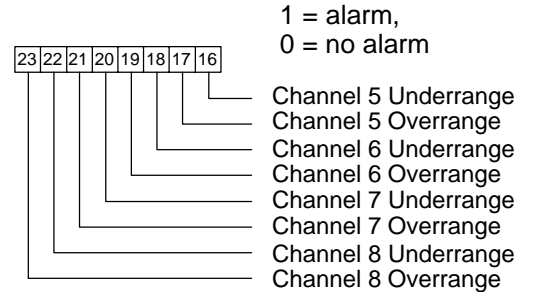 1 = alarm,
0 = no alarm
23 22 21 20 19 18 17 16
Channel 5 Underrange
Channel 5 Overrange
Channel 6 Underrange
Channel 6 Overrange
Channel 7 Underrange
Channel 7 Overrange
Channel 8 Underrange
Channel 8 Overrange